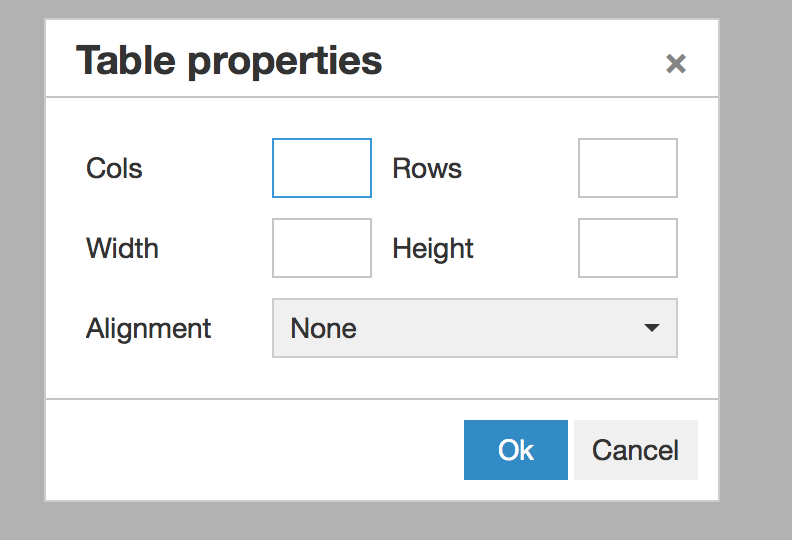 Table properties
Cols Rows
Width Height
Alignment None
Ok Cancel